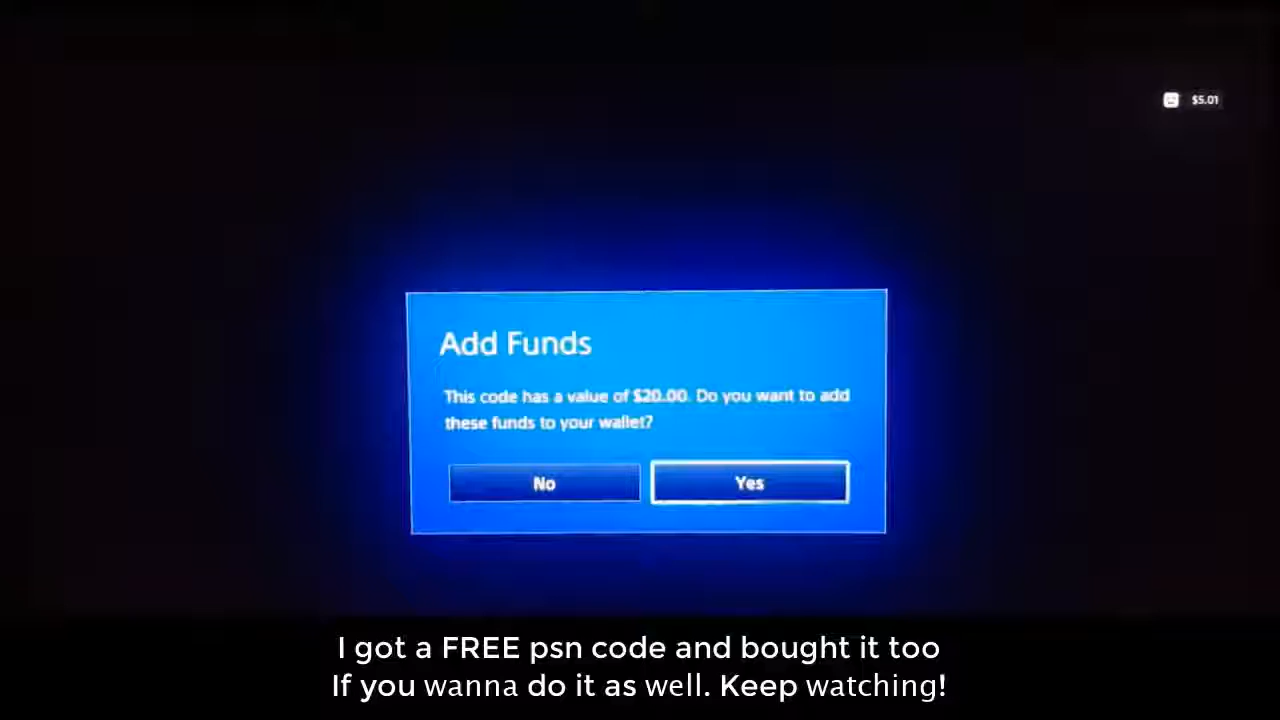 $5.01
Add Funds
This code has a value of $20.00. Do you want to add
these funds to your wallet?
No
Yes
I got a FREE psn code and bought it too
If you wanna do it as well. Keep watching!